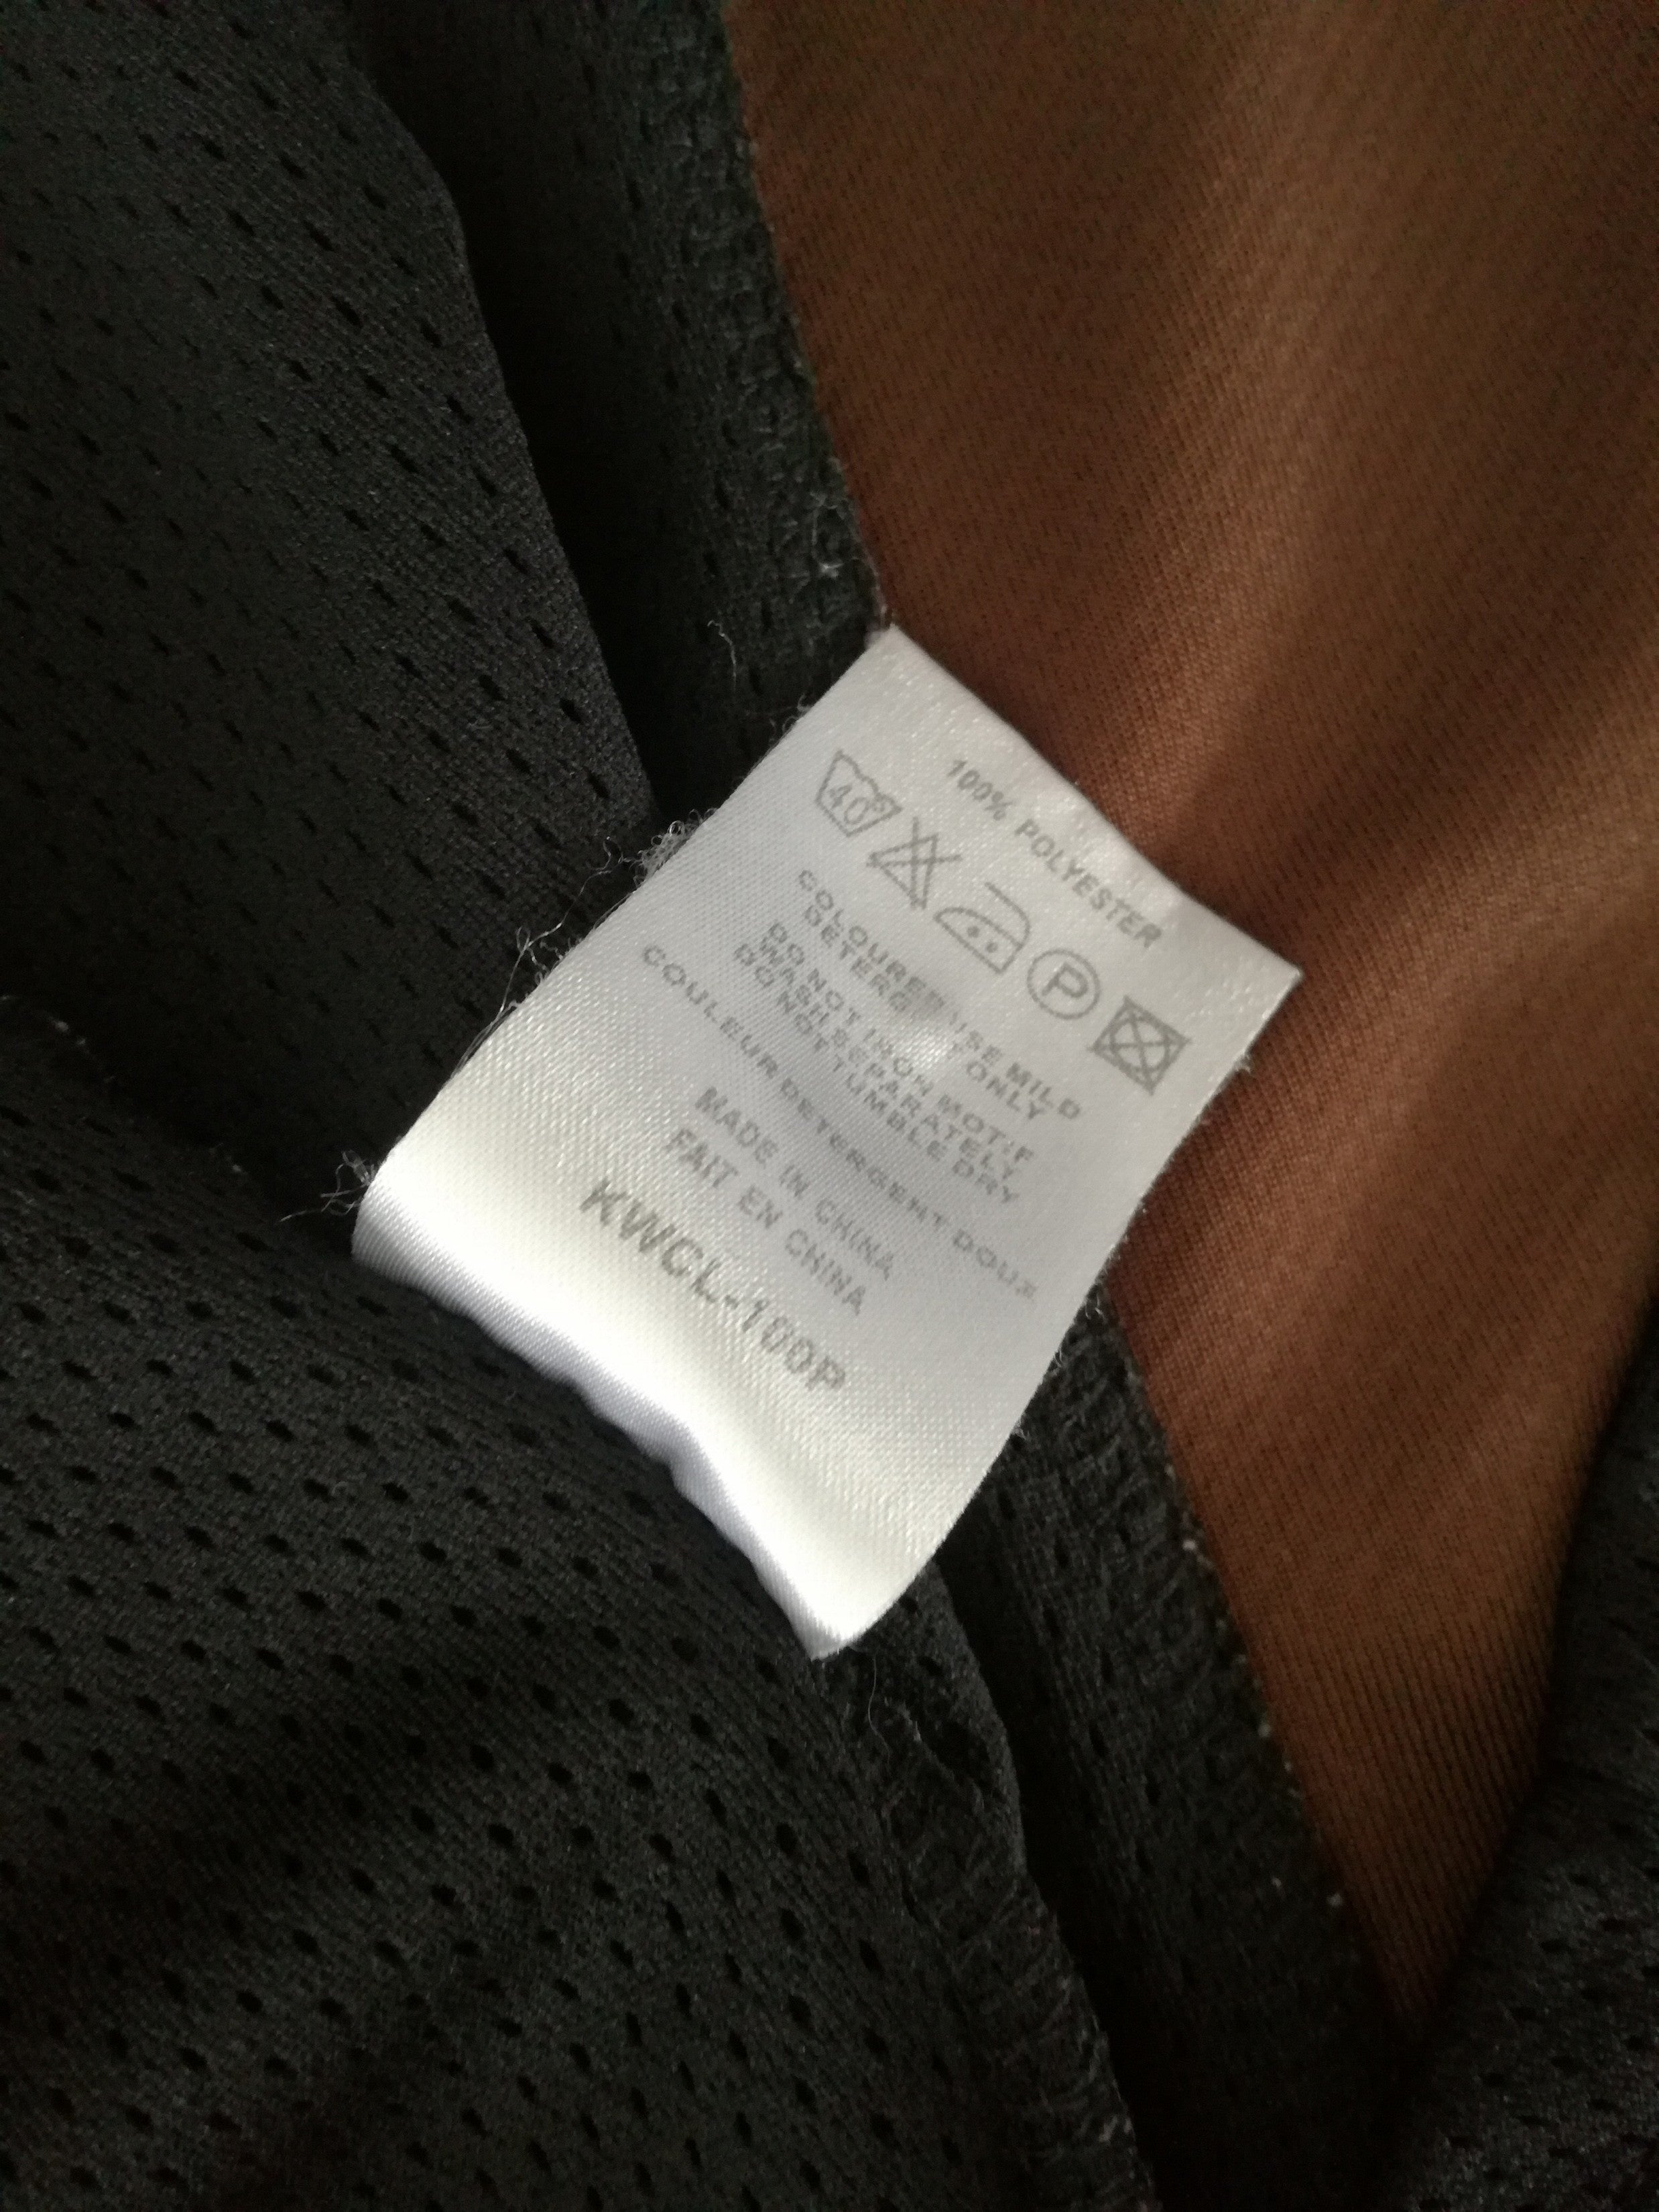 100% POLYESTER
40°
P
COLOURED USE MILD
DETERG ONLY
DO NOT IRON MOTIF
WASH SEPARATELY
DO NOT TUMBLE DRY
COULEUR DETERGENT DOUX
MADE IN CHINA
FAIT EN CHINA
KWCL-100P